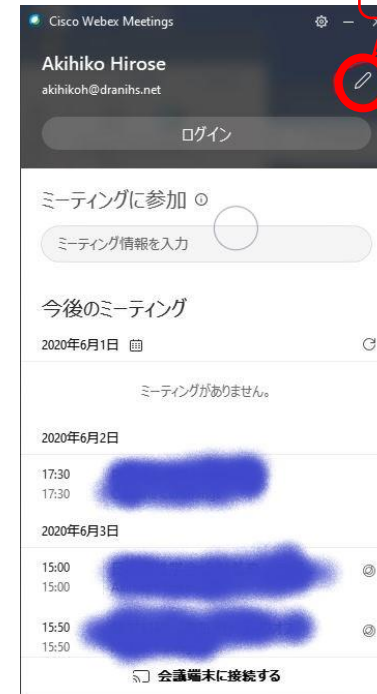 Cisco Webex Meetings
Akihiko Hirose
akihikoh@dranihs.net
ログイン
ミーティングに参加
ミーティング情報を入力
今後のミーティング
2020年6月1日
ミーティングがありません。
2020年6月2日
17:30
17:30
2020年6月3日
15:00
15:00
15:50
15:50
会議端末に接続する